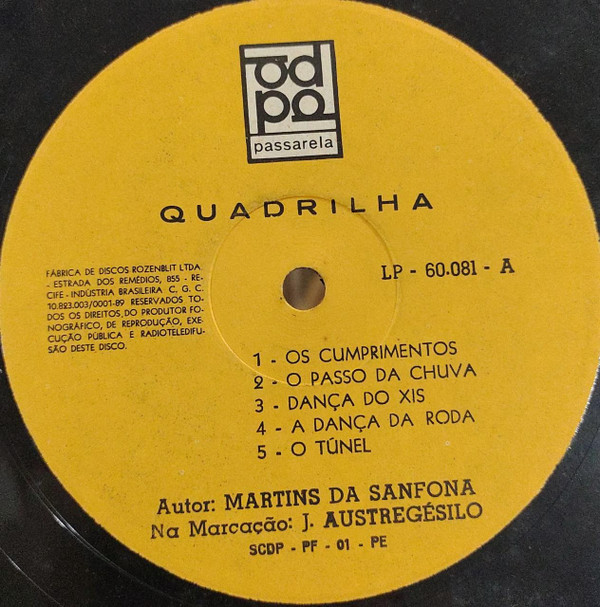 passarela
QUADRILHA
FÁBRICA DE DISCOS ROZENBLIT LTDA.
- ESTRADA DOS REMÉDIOS, 855 - RE-
CIFE - INDÚSTRIA BRASILEIRA C. G. C.
10.823.003/0001-89 RESERVADOS TO-
DOS OS DIREITOS, DO PRODUTOR FO-
NOGRÁFICO, DE REPRODUÇÃO, EXE-
CUÇÃO PÚBLICA E RADIOTELEDIFU-
SÃO DESTE DISCO.
LP - 60.081 - A
1 - OS CUMPRIMENTOS
2 - O PASSO DA CHUVA
3 - DANÇA DO XIS
4 - A DANÇA DA RODA
5 - O TÚNEL
Autor: MARTINS DA SANFONA
Na Marcação: J. AUSTREGÉSILO
SCDP - PF - 01 - PE